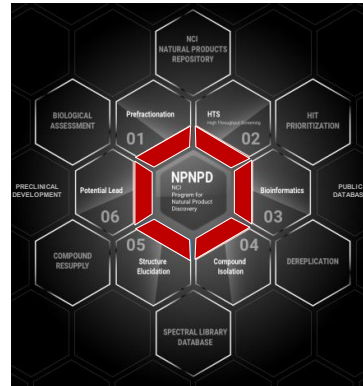 NCI
NATURAL PRODUCTS
REPOSITORY
BIOLOGICAL
ASSESSMENT
Prefractionation
01
HTS
High Throughput Screening
02
HIT
PRIORITIZATION
PRECLINICAL
DEVELOPMENT
Potential Lead
06
NPNPD
NCI
Program for
Natural Product
Discovery
Bioinformatics
03
PUBLIC
DATABASE
COMPOUND
RESUPPLY
05
Structure
Elucidation
04
Compound
Isolation
DEREPLICATION
SPECTRAL LIBRARY
DATABASE